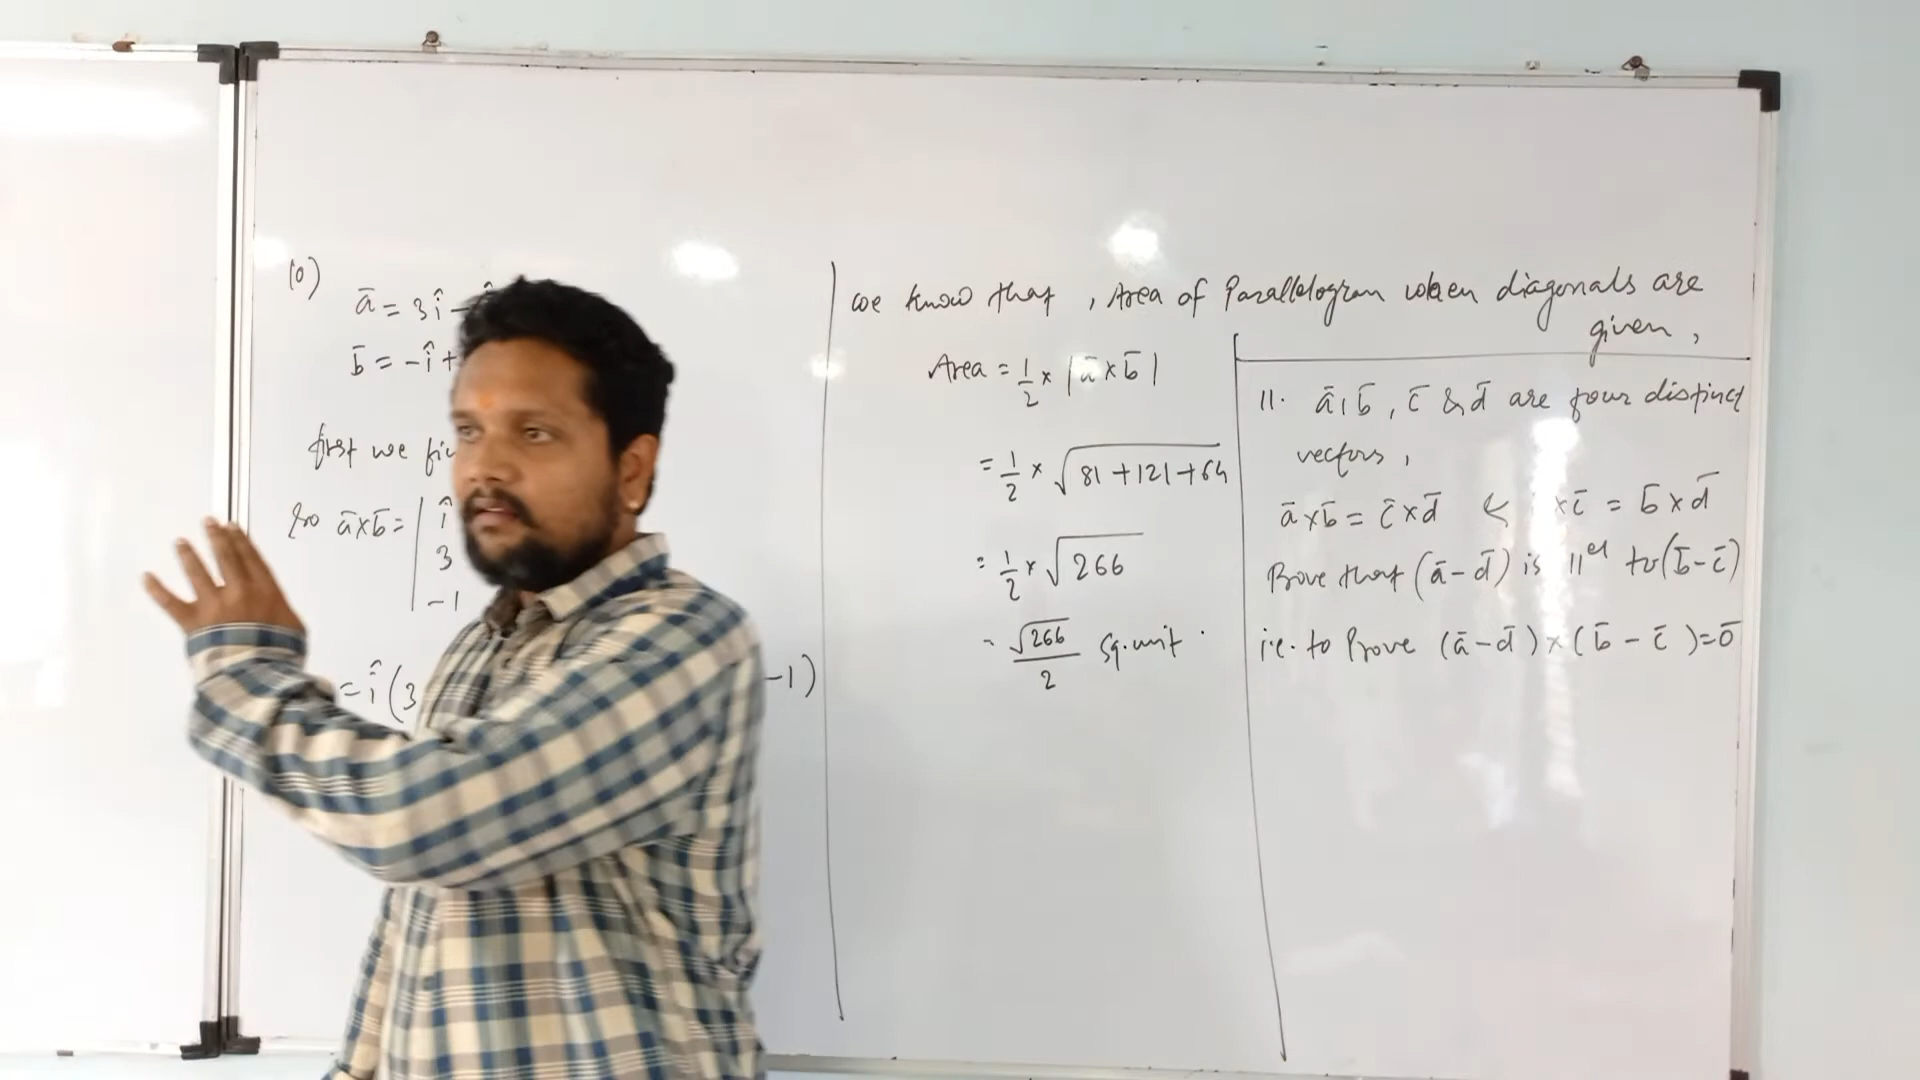 10)
ā = 3î -
b̄ = -î +
first we
So ā×b̄ = | î
3
-1
= î(3
-1)
we know that , Area of Parallelogram when diagonals are
given,
Area = 1/2 × |ā × b̄|
= 1/2 × √(81+121+64)
= 1/2 × √266
= √266/2 sq.unit .
11. ā, b̄, c̄ & d̄ are four distinct
vectors,
ā×b̄ = c̄×d̄ ×c̄ = b̄×d̄
Prove that (ā-d̄) is ||el to (b̄-c̄)
i.e. to Prove (ā-d̄)×(b̄-c̄)=0̄